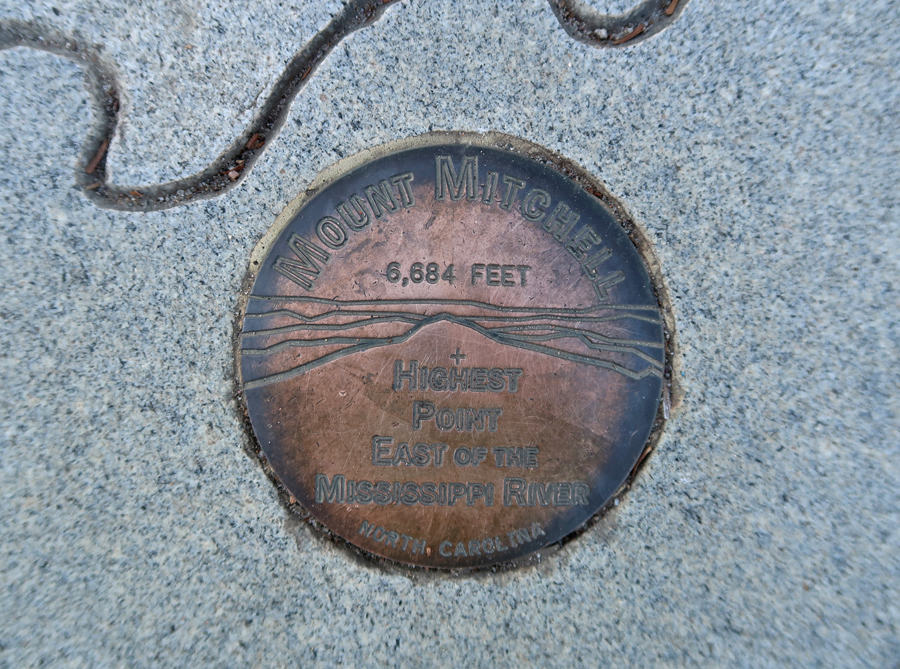 Mount Mitchell
6,684 FEET
Highest
Point
East of the
Mississippi River
North Carolina